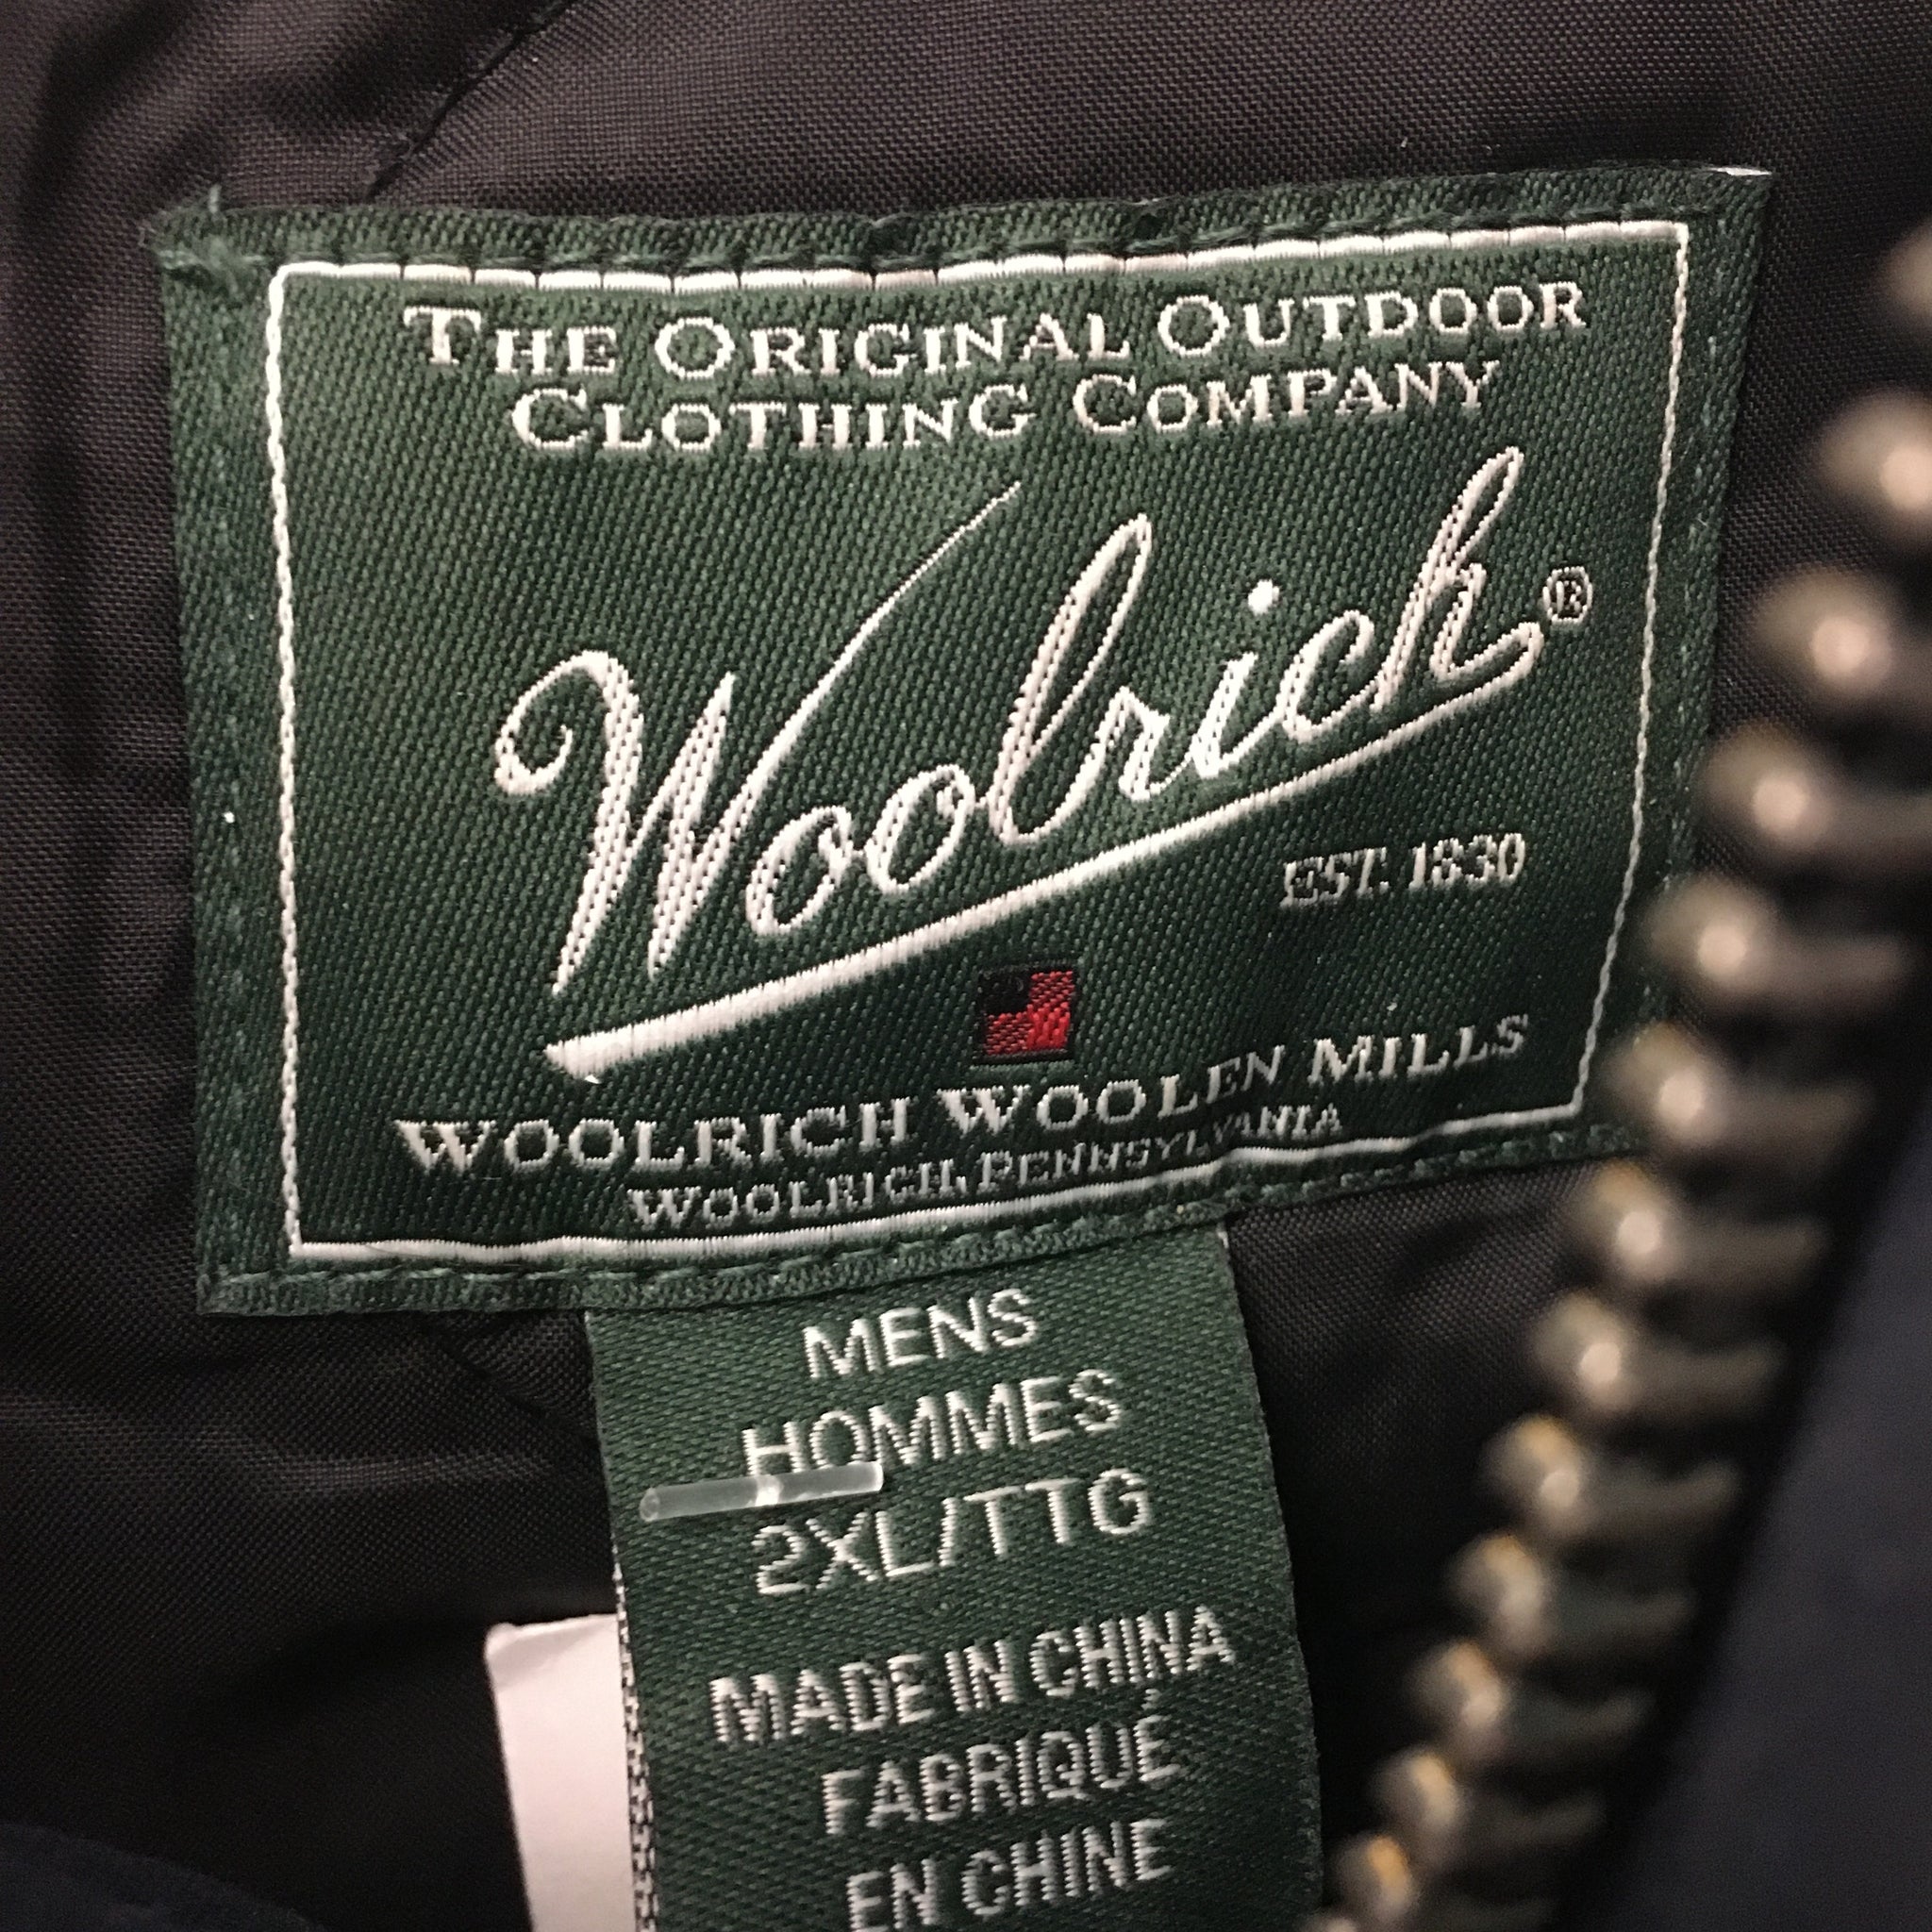 THE ORIGINAL OUTDOOR
CLOTHING COMPANY
Woolrich®
EST. 1830
WOOLRICH WOOLEN MILLS
WOOLRICH, PENNSYLVANIA
MENS
HOMMES
2XL/TTG
MADE IN CHINA
FABRIQUÉ
EN CHINE